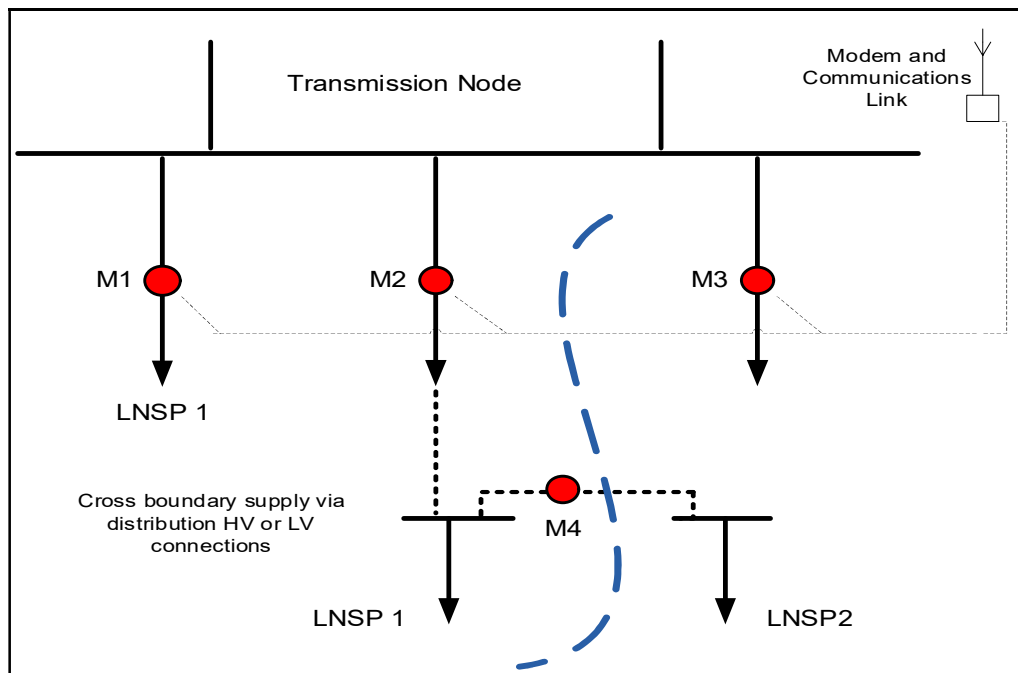 Transmission Node
Modem and
Communications
Link
M1
M2
M3
LNSP 1
Cross boundary supply via
distribution HV or LV
connections
M4
LNSP 1
LNSP2